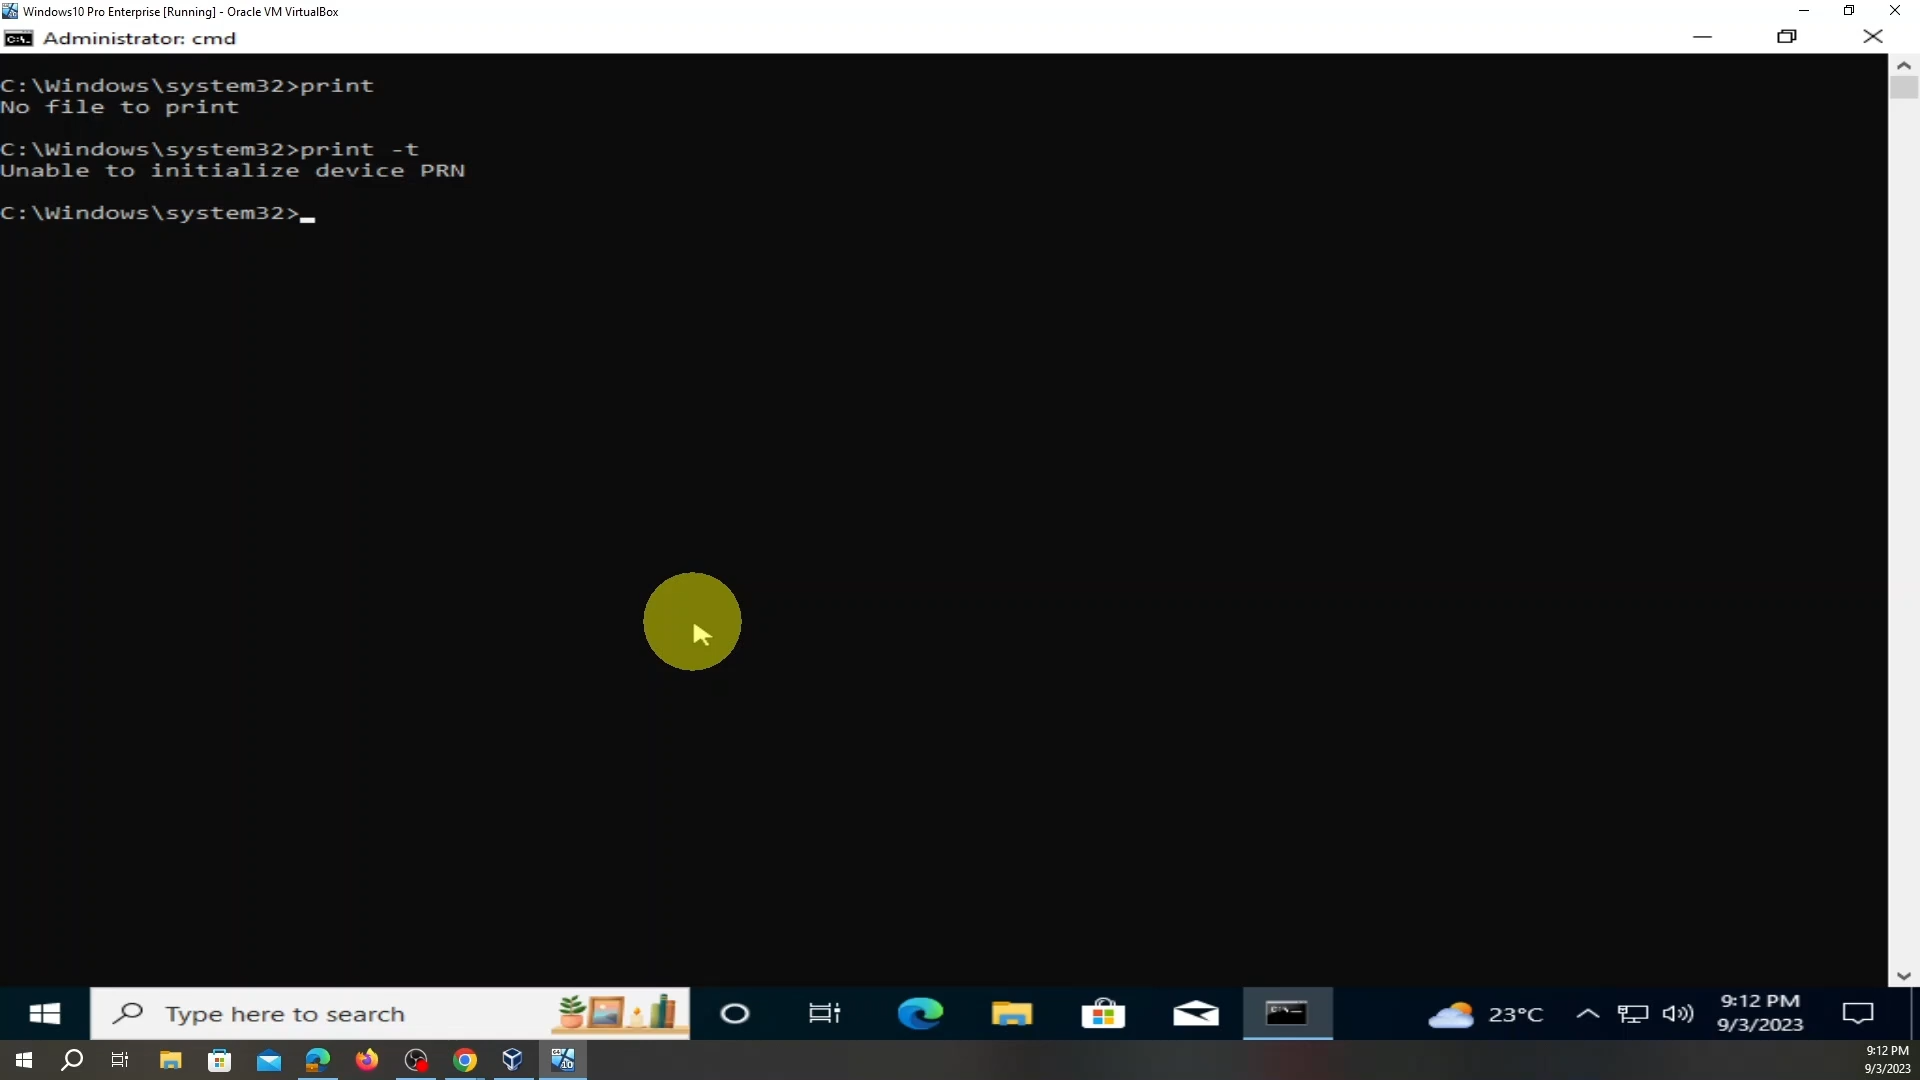 Windows10 Pro Enterprise [Running] - Oracle VM VirtualBox
Administrator: cmd
C:\Windows\system32>print
No file to print
C:\Windows\system32>print -t
Unable to initialize device PRN
C:\Windows\system32>
Type here to search
23°C
9:12 PM
9/3/2023
9:12 PM
9/3/2023